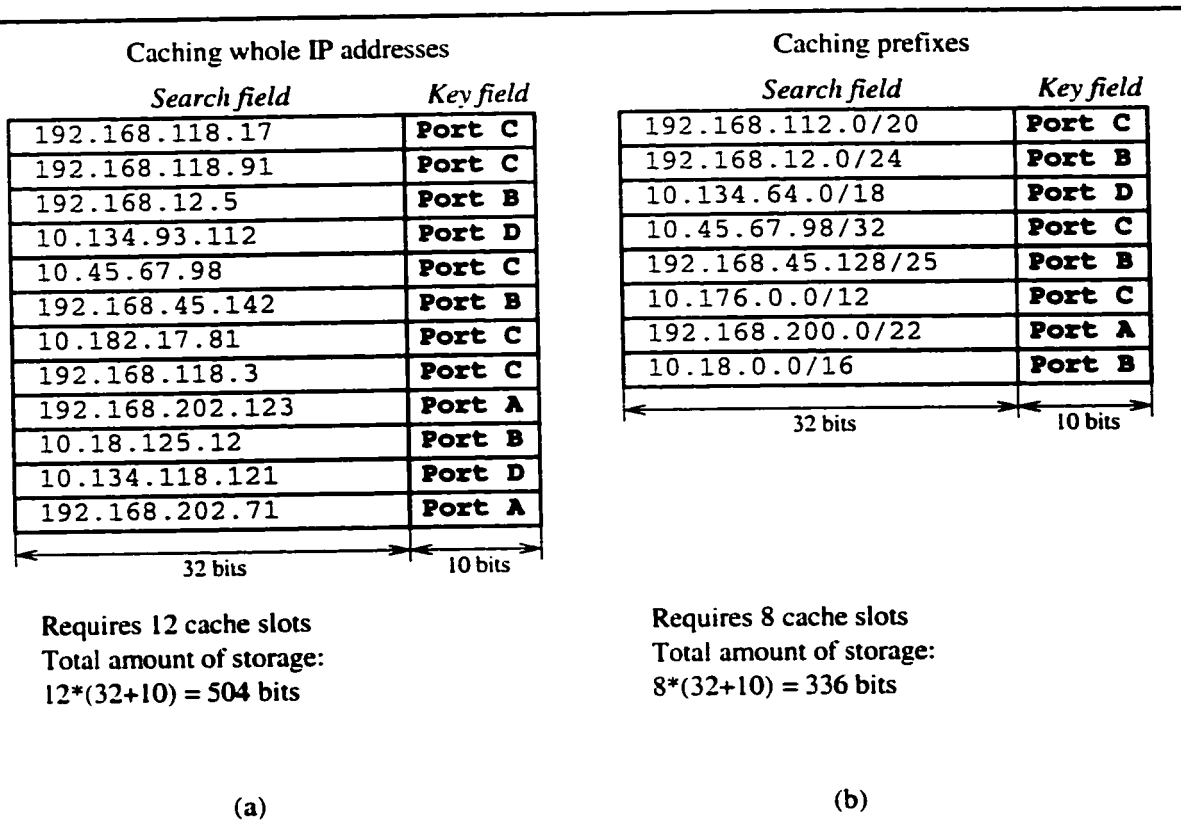 Caching whole IP addresses
Search field Key field
192.168.118.17 Port C
192.168.118.91 Port C
192.168.12.5 Port B
10.134.93.112 Port D
10.45.67.98 Port C
192.168.45.142 Port B
10.182.17.81 Port C
192.168.118.3 Port C
192.168.202.123 Port A
10.18.125.12 Port B
10.134.118.121 Port D
192.168.202.71 Port A
32 bits 10 bits
Requires 12 cache slots
Total amount of storage:
12*(32+10) = 504 bits
(a)
Caching prefixes
Search field Key field
192.168.112.0/20 Port C
192.168.12.0/24 Port B
10.134.64.0/18 Port D
10.45.67.98/32 Port C
192.168.45.128/25 Port B
10.176.0.0/12 Port C
192.168.200.0/22 Port A
10.18.0.0/16 Port B
32 bits 10 bits
Requires 8 cache slots
Total amount of storage:
8*(32+10) = 336 bits
(b)